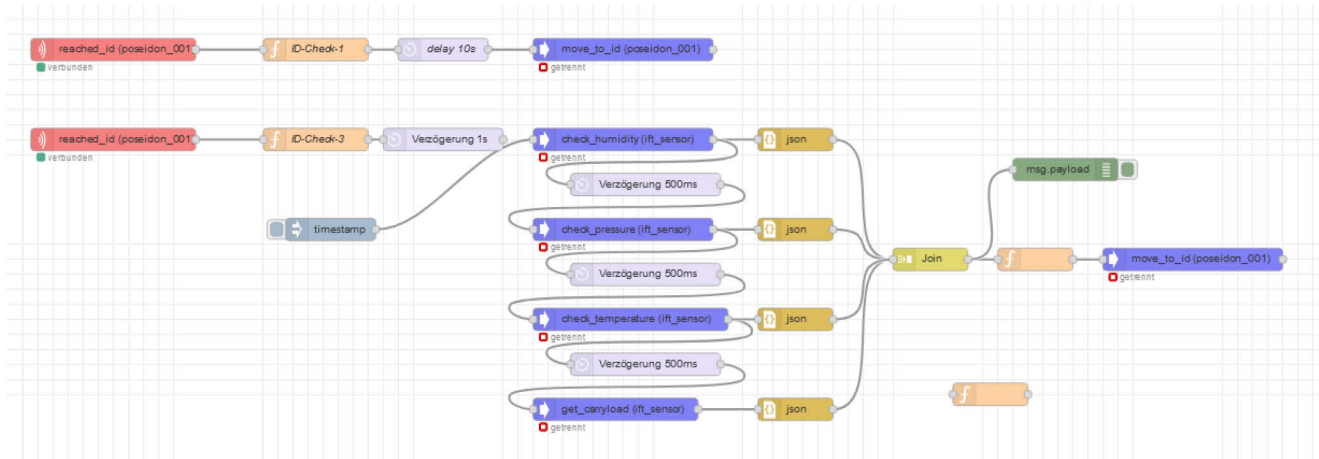 reached_id (poseidon_001
ID-Check-1
delay 10s
move_to_id (poseidon_001)
verbunden
getrennt
reached_id (poseidon_001
ID-Check-3
Verzögerung 1s
check_humidity (ift_sensor)
json
verbunden
getrennt
msg.payload
Verzögerung 500ms
timestamp
check_pressure (ift_sensor)
json
getrennt
Join
move_to_id (poseidon_001)
Verzögerung 500ms
getrennt
check_temperature (ift_sensor)
json
getrennt
Verzögerung 500ms
get_carryload (ift_sensor)
json
getrennt